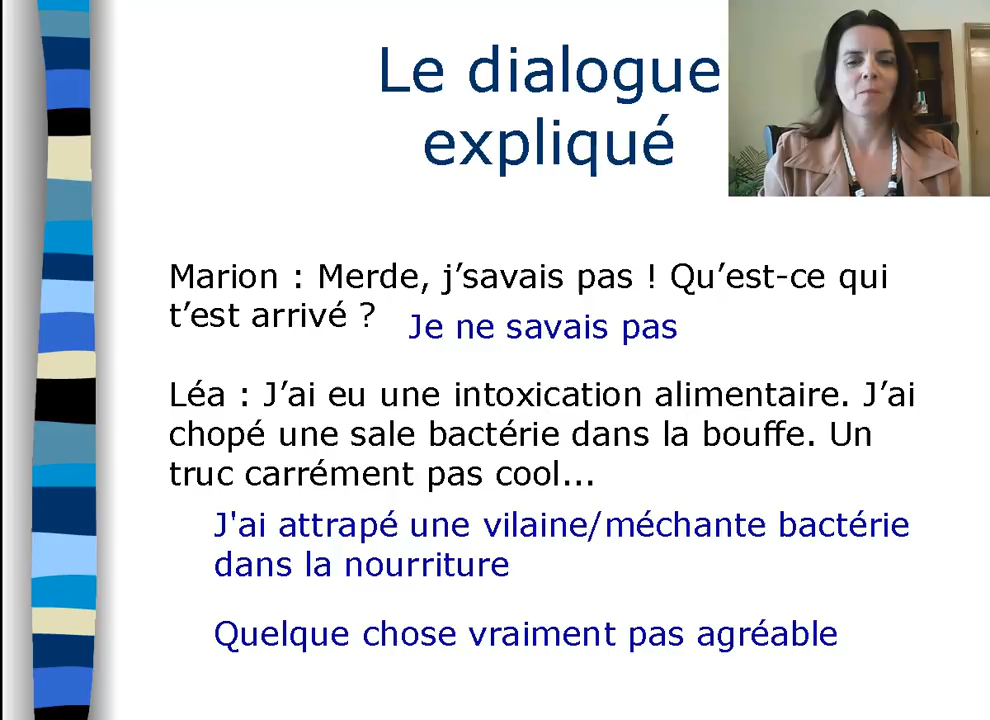 Le dialogue
expliqué
Marion : Merde, j’savais pas ! Qu’est-ce qui
t’est arrivé ?
Je ne savais pas
Léa : J’ai eu une intoxication alimentaire. J’ai
chopé une sale bactérie dans la bouffe. Un
truc carrément pas cool...
J'ai attrapé une vilaine/méchante bactérie
dans la nourriture
Quelque chose vraiment pas agréable